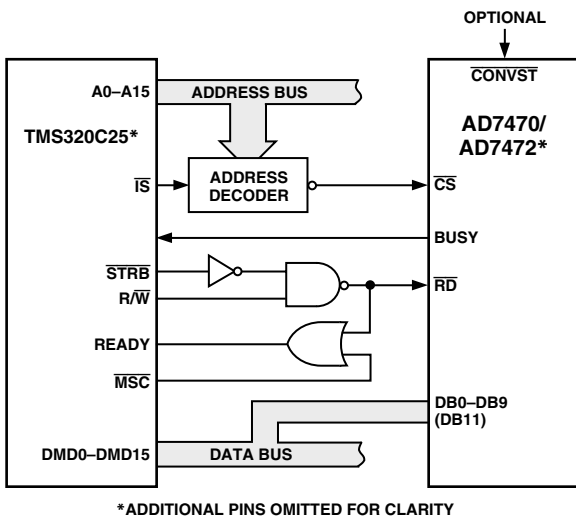 OPTIONAL
CONVST
A0–A15
ADDRESS BUS
TMS320C25*
AD7470/
AD7472*
IS
ADDRESS
DECODER
CS
BUSY
STRB
R/W
RD
READY
MSC
DB0–DB9
(DB11)
DMD0–DMD15
DATA BUS
*ADDITIONAL PINS OMITTED FOR CLARITY